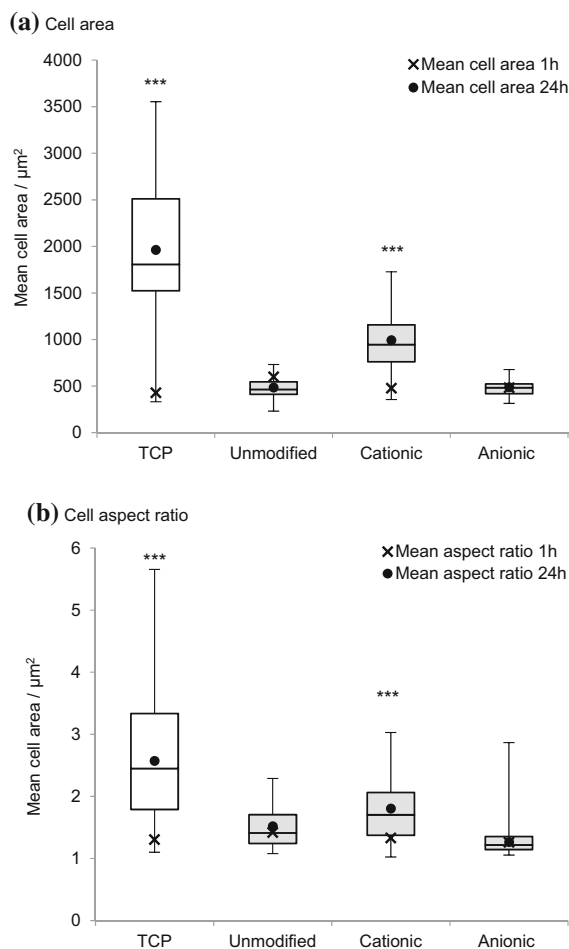 (a) Cell area
Mean cell area 1h
Mean cell area 24h
Mean cell area / µm²
4000
3500
3000
2500
2000
1500
1000
500
0
***
***
TCP Unmodified Cationic Anionic
(b) Cell aspect ratio
Mean aspect ratio 1h
Mean aspect ratio 24h
Mean cell area / µm²
6
5
4
3
2
1
0
***
***
TCP Unmodified Cationic Anionic